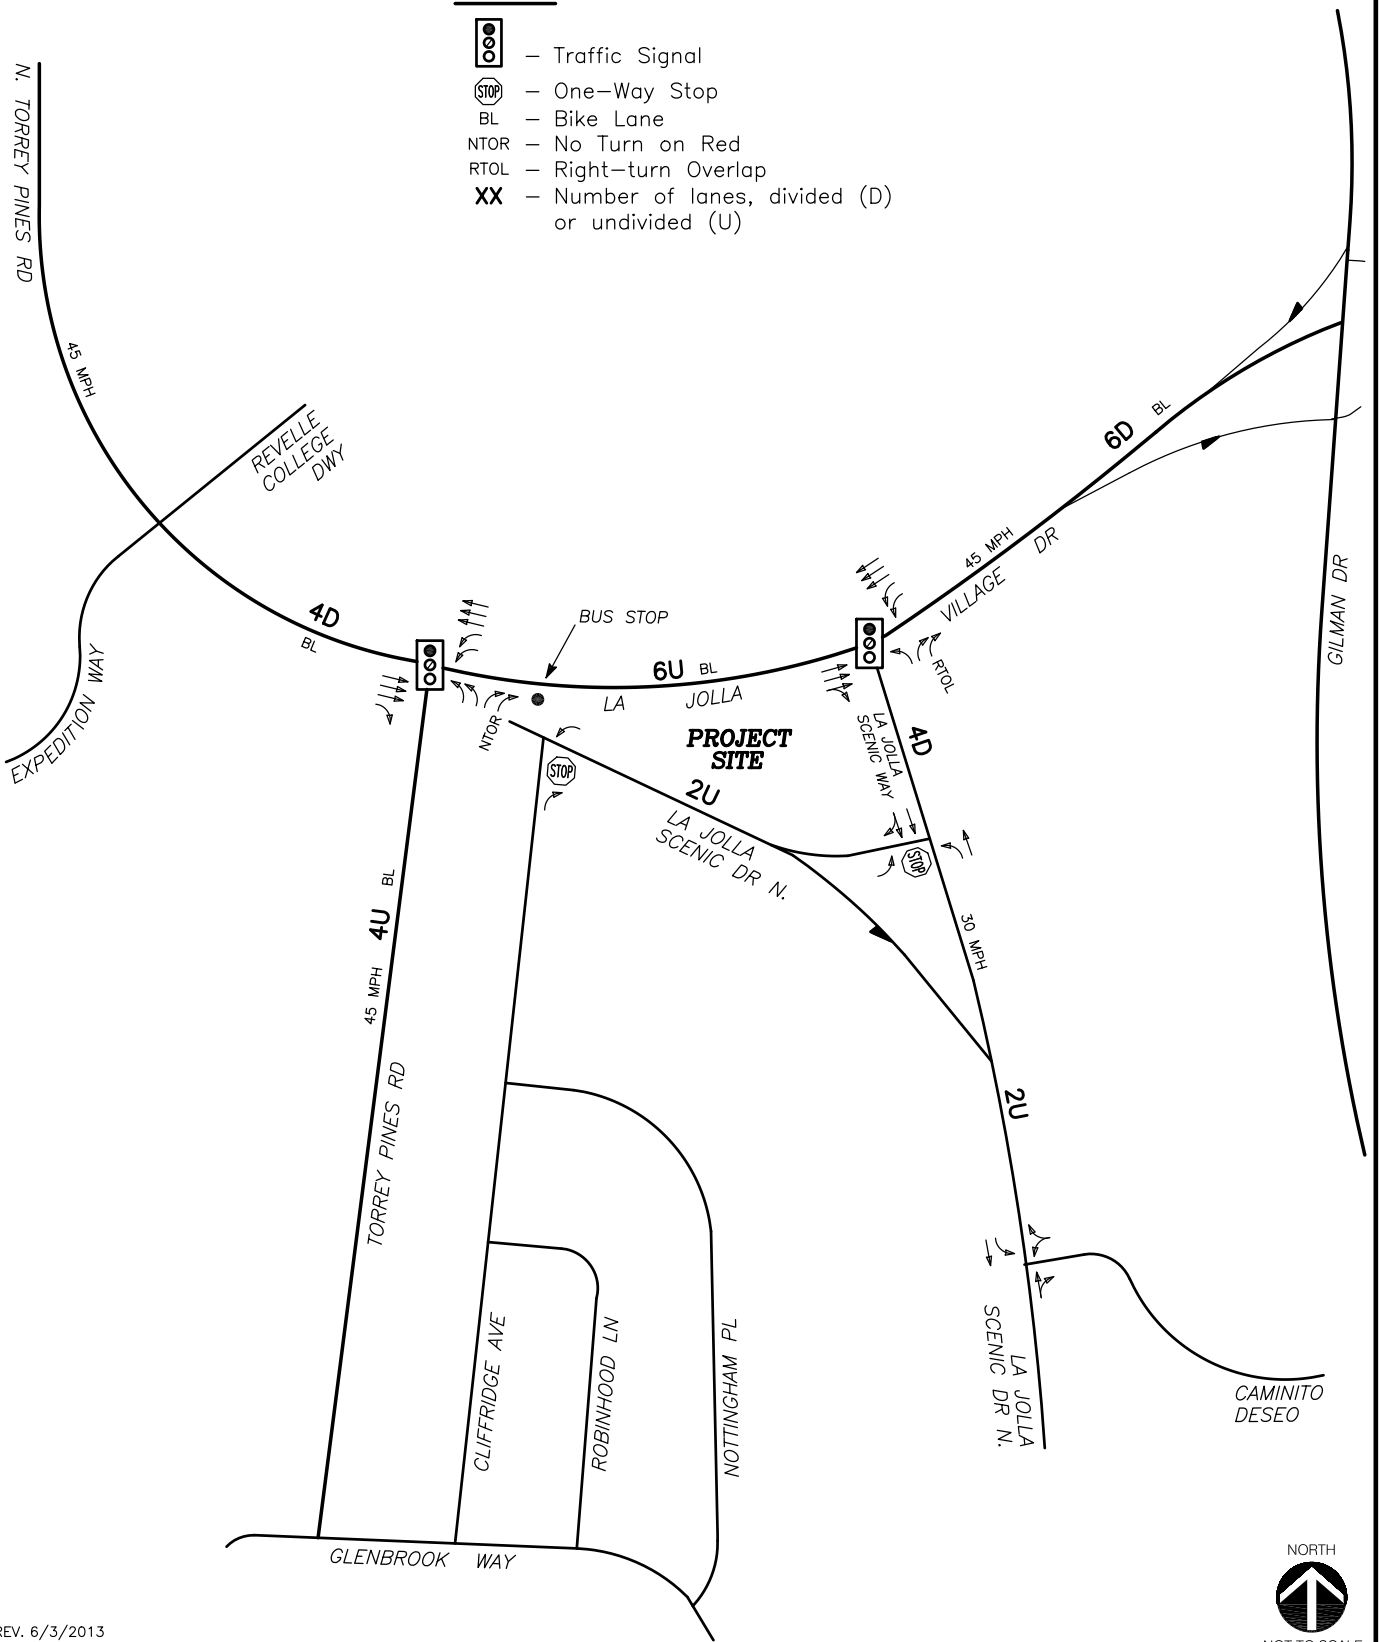 – Traffic Signal
STOP – One–Way Stop
BL – Bike Lane
NTOR – No Turn on Red
RTOL – Right–turn Overlap
XX – Number of lanes, divided (D)
or undivided (U)
N. TORREY PINES RD
45 MPH
REVELLE
COLLEGE
DWY
EXPEDITION WAY
4D
BL
BUS STOP
6U BL
LA JOLLA
VILLAGE DR
45 MPH
6D BL
GILMAN DR
RTOL
NTOR
STOP
PROJECT
SITE
LA JOLLA
SCENIC WAY
4D
2U
LA JOLLA
SCENIC DR N.
STOP
30 MPH
4U BL
45 MPH
TORREY PINES RD
2U
CLIFFRIDGE AVE
ROBINHOOD LN
NOTTINGHAM PL
LA JOLLA
SCENIC DR N.
CAMINITO
DESEO
GLENBROOK WAY
NORTH
REV. 6/3/2013
NOT TO SCALE